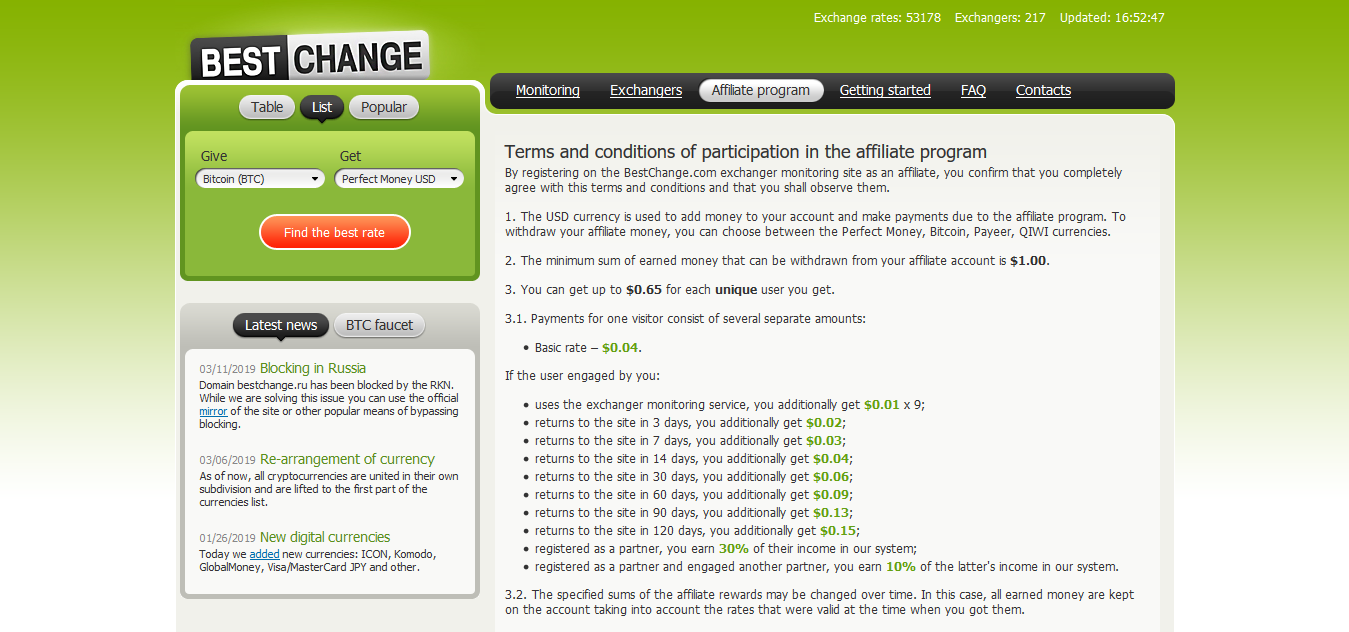 Exchange rates: 53178 Exchangers: 217 Updated: 16:52:47
BESTCHANGE
Monitoring Exchangers Affiliate program Getting started FAQ Contacts
Table List Popular
Give Get
Bitcoin (BTC) Perfect Money USD
Find the best rate
Latest news BTC faucet
03/11/2019 Blocking in Russia
Domain bestchange.ru has been blocked by the RKN.
While we are solving this issue you can use the official
mirror of the site or other popular means of bypassing
blocking.
03/06/2019 Re-arrangement of currency
As of now, all cryptocurrencies are united in their own
subdivision and are lifted to the first part of the
currencies list.
01/26/2019 New digital currencies
Today we added new currencies: ICON, Komodo,
GlobalMoney, Visa/MasterCard JPY and other.
Terms and conditions of participation in the affiliate program
By registering on the BestChange.com exchanger monitoring site as an affiliate, you confirm that you completely
agree with this terms and conditions and that you shall observe them.
1. The USD currency is used to add money to your account and make payments due to the affiliate program. To
withdraw your affiliate money, you can choose between the Perfect Money, Bitcoin, Payeer, QIWI currencies.
2. The minimum sum of earned money that can be withdrawn from your affiliate account is $1.00.
3. You can get up to $0.65 for each unique user you get.
3.1. Payments for one visitor consist of several separate amounts:
• Basic rate – $0.04.
If the user engaged by you:
• uses the exchanger monitoring service, you additionally get $0.01 x 9;
• returns to the site in 3 days, you additionally get $0.02;
• returns to the site in 7 days, you additionally get $0.03;
• returns to the site in 14 days, you additionally get $0.04;
• returns to the site in 30 days, you additionally get $0.06;
• returns to the site in 60 days, you additionally get $0.09;
• returns to the site in 90 days, you additionally get $0.13;
• returns to the site in 120 days, you additionally get $0.15;
• registered as a partner, you earn 30% of their income in our system;
• registered as a partner and engaged another partner, you earn 10% of the latter's income in our system.
3.2. The specified sums of the affiliate rewards may be changed over time. In this case, all earned money are kept
on the account taking into account the rates that were valid at the time when you got them.